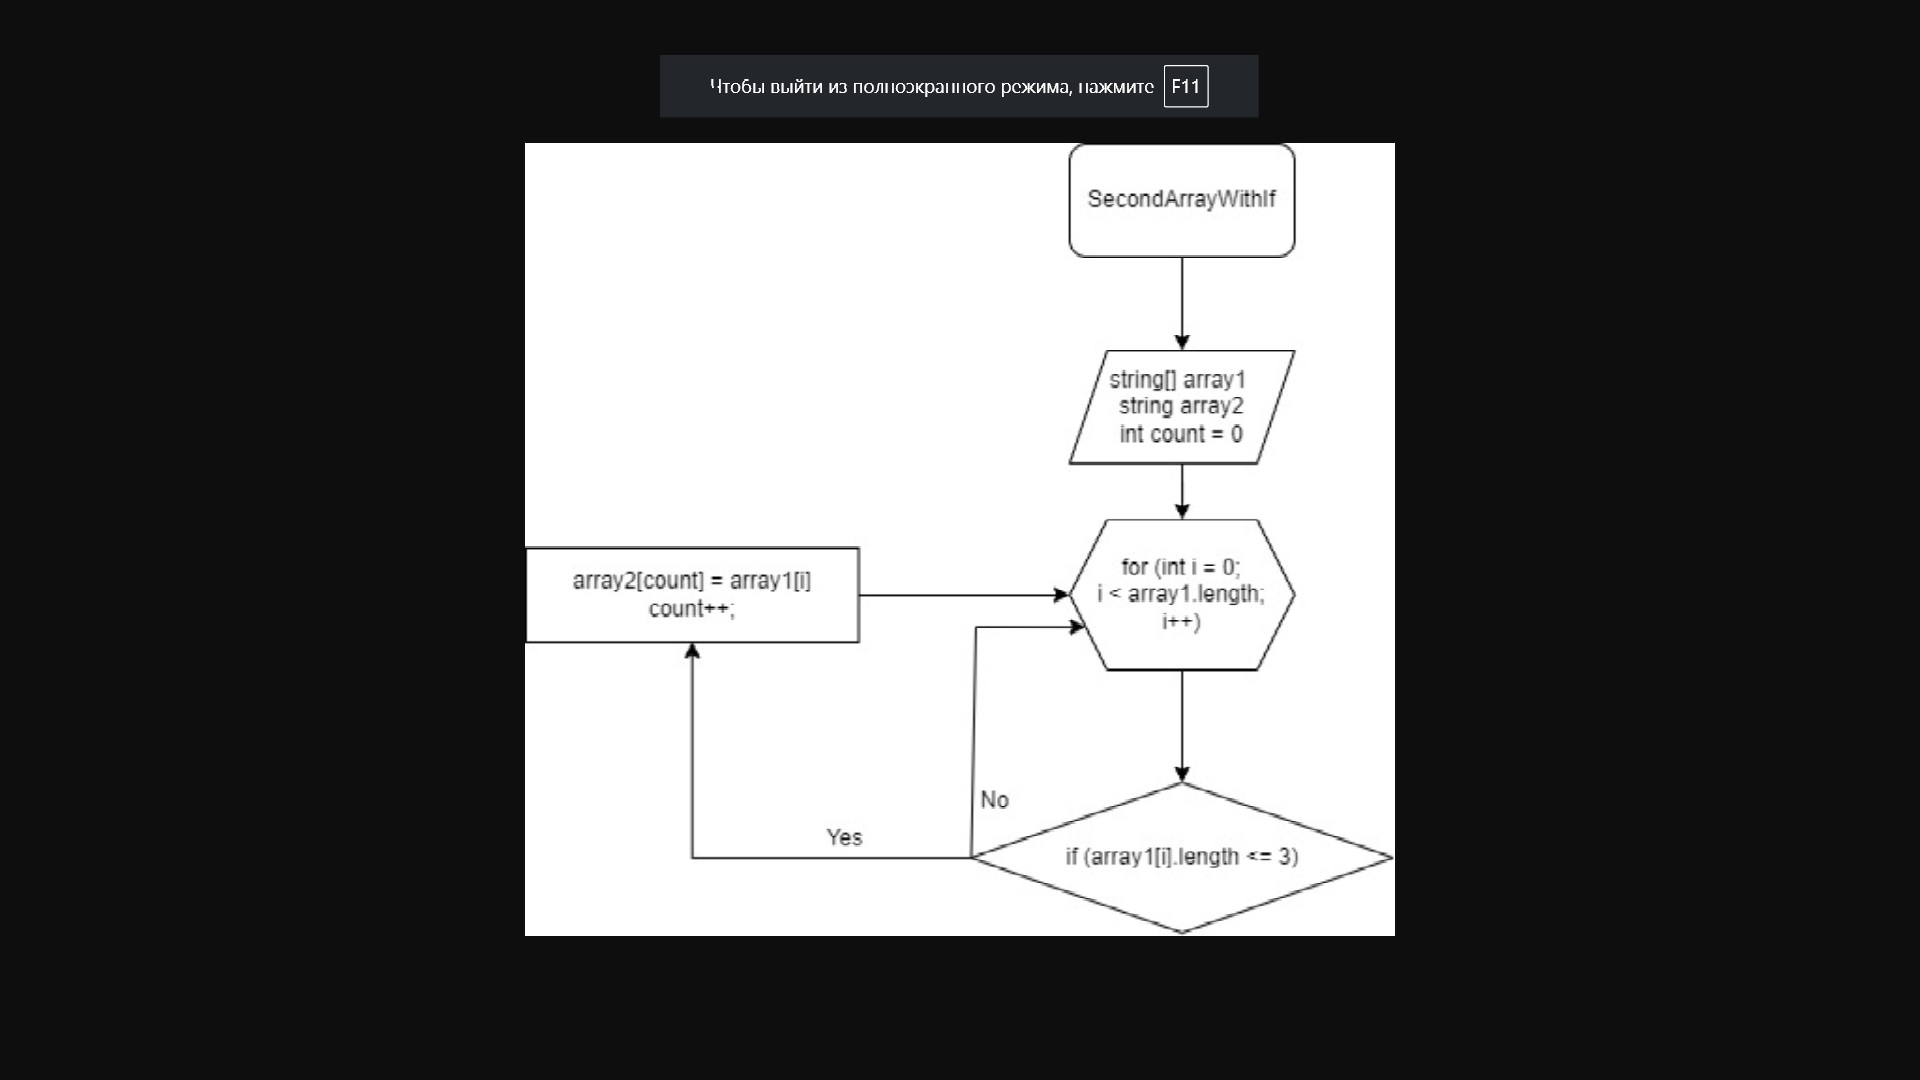 Чтобы выйти из полноэкранного режима, нажмите F11
SecondArrayWithIf
string[] array1
string array2
int count = 0
for (int i = 0;
i < array1.length;
i++)
array2[count] = array1[i]
count++;
No
Yes
if (array1[i].length <= 3)